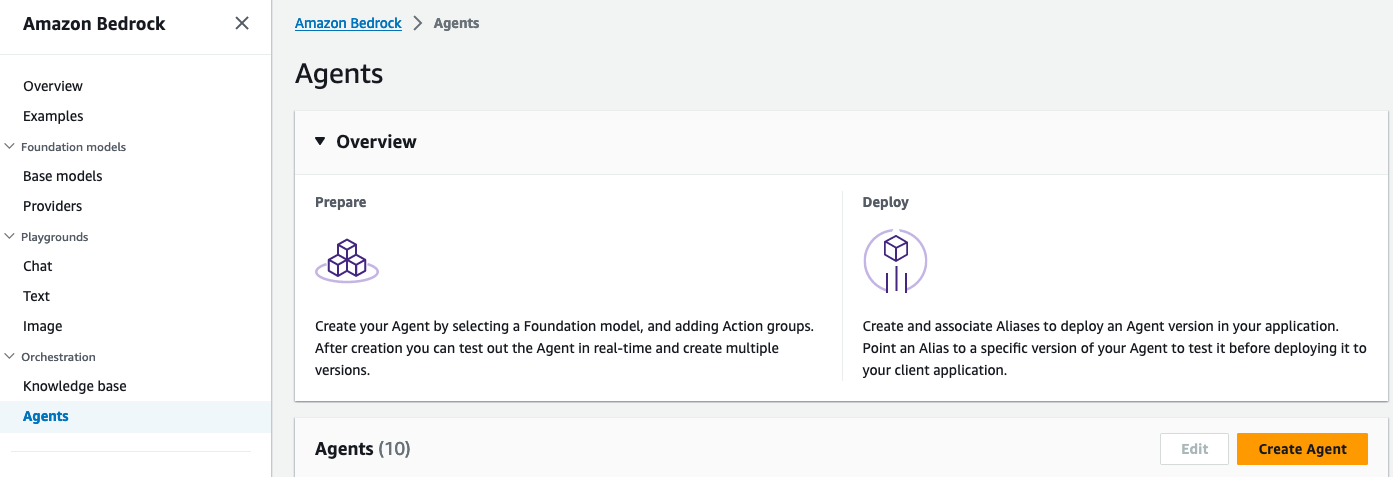 Amazon Bedrock
Overview
Examples
Foundation models
Base models
Providers
Playgrounds
Chat
Text
Image
Orchestration
Knowledge base
Agents
Amazon Bedrock > Agents
Agents
Overview
Prepare
Create your Agent by selecting a Foundation model, and adding Action groups.
After creation you can test out the Agent in real-time and create multiple
versions.
Deploy
Create and associate Aliases to deploy an Agent version in your application.
Point an Alias to a specific version of your Agent to test it before deploying it to
your client application.
Agents (10)
Edit
Create Agent